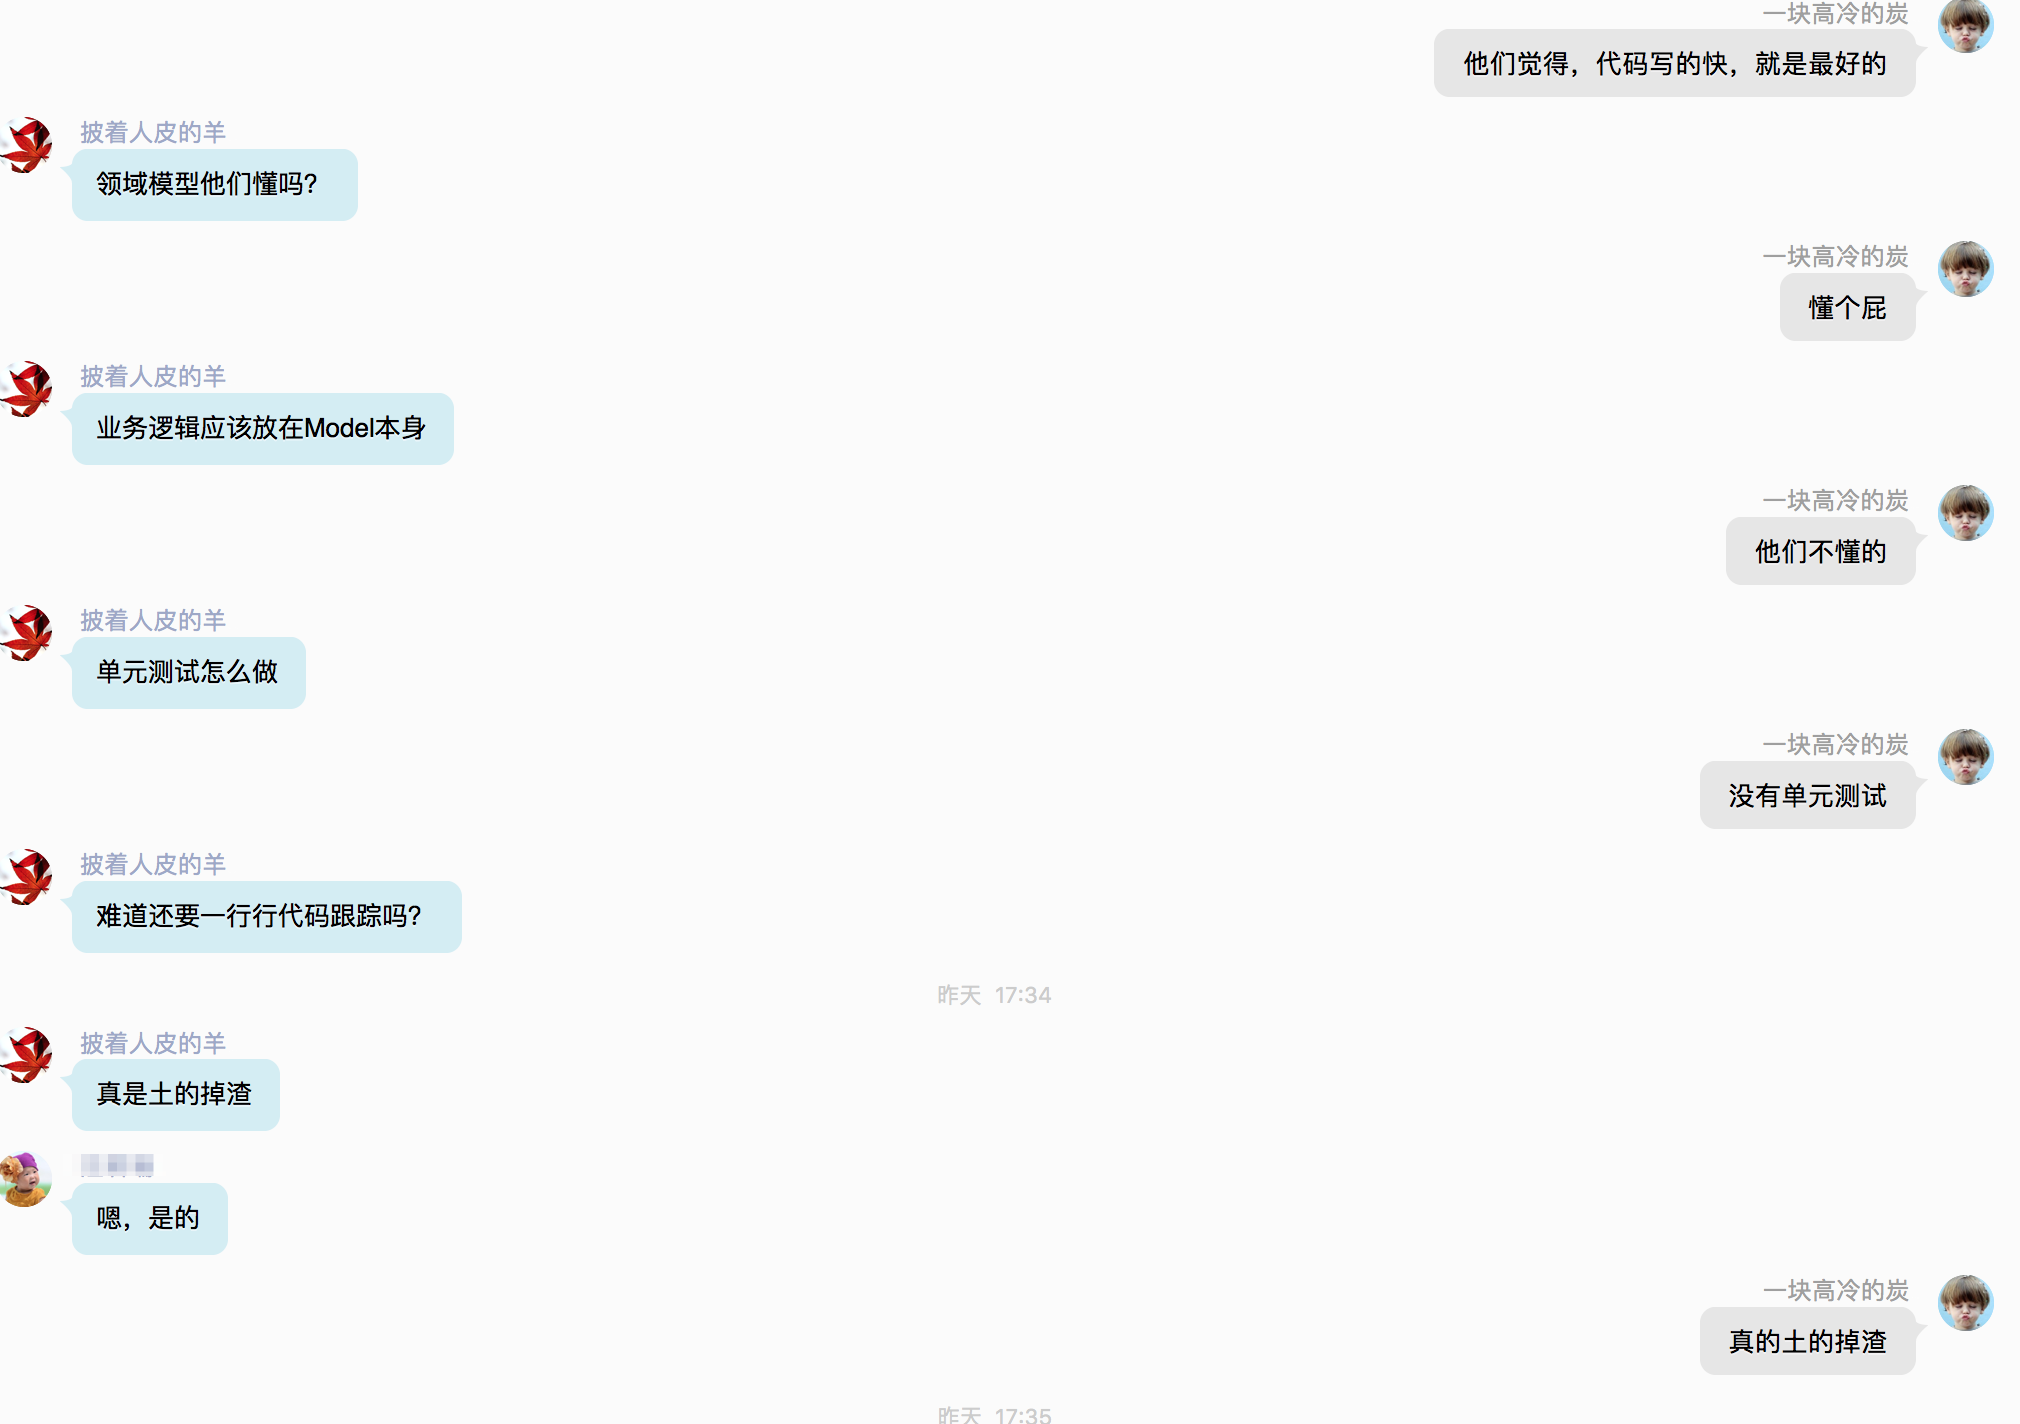 一块高冷的炭
他们觉得，代码写的快，就是最好的
披着人皮的羊
领域模型他们懂吗？
一块高冷的炭
懂个屁
披着人皮的羊
业务逻辑应该放在Model本身
一块高冷的炭
他们不懂的
披着人皮的羊
单元测试怎么做
一块高冷的炭
没有单元测试
披着人皮的羊
难道还要一行行代码跟踪吗？
昨天 17:34
披着人皮的羊
真是土的掉渣
嗯，是的
一块高冷的炭
真的土的掉渣
昨天 17:35